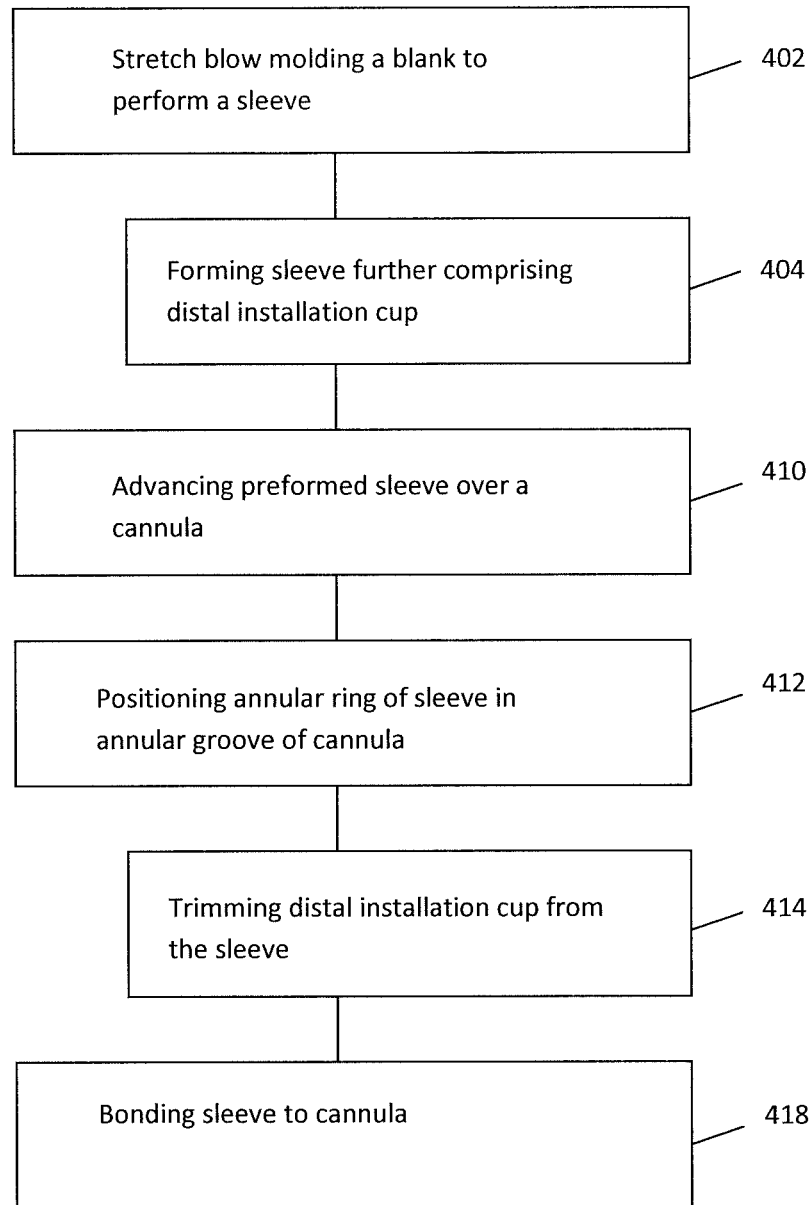 Stretch blow molding a blank to
perform a sleeve
402
Forming sleeve further comprising
distal installation cup
404
Advancing preformed sleeve over a
cannula
410
Positioning annular ring of sleeve in
annular groove of cannula
412
Trimming distal installation cup from
the sleeve
414
Bonding sleeve to cannula
418